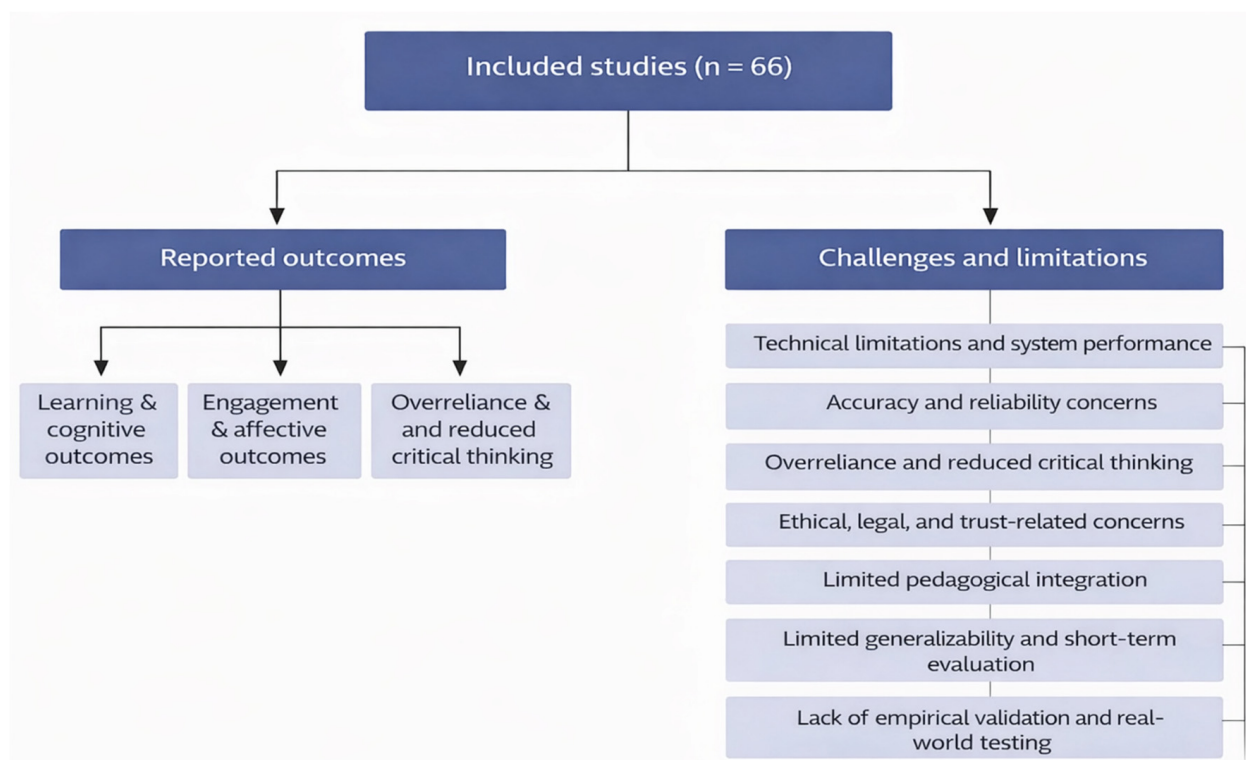 Included studies (n = 66)
Reported outcomes
Learning &
cognitive
outcomes
Engagement
& affective
outcomes
Overreliance &
and reduced
critical thinking
Challenges and limitations
Technical limitations and system performance
Accuracy and reliability concerns
Overreliance and reduced critical thinking
Ethical, legal, and trust-related concerns
Limited pedagogical integration
Limited generalizability and short-term
evaluation
Lack of empirical validation and real-
world testing